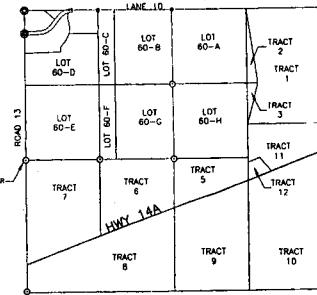 LANE 10
LOT 60-C
LOT
60-B
LOT
60-A
TRACT
2
TRACT
1
LOT
60-D
TRACT
3
ROAD 13
LOT
60-E
LOT 60-F
LOT
60-G
LOT
60-H
TRACT
11
R
TRACT
7
TRACT
6
TRACT
5
TRACT
12
HWY 14A
TRACT
8
TRACT
9
TRACT
10